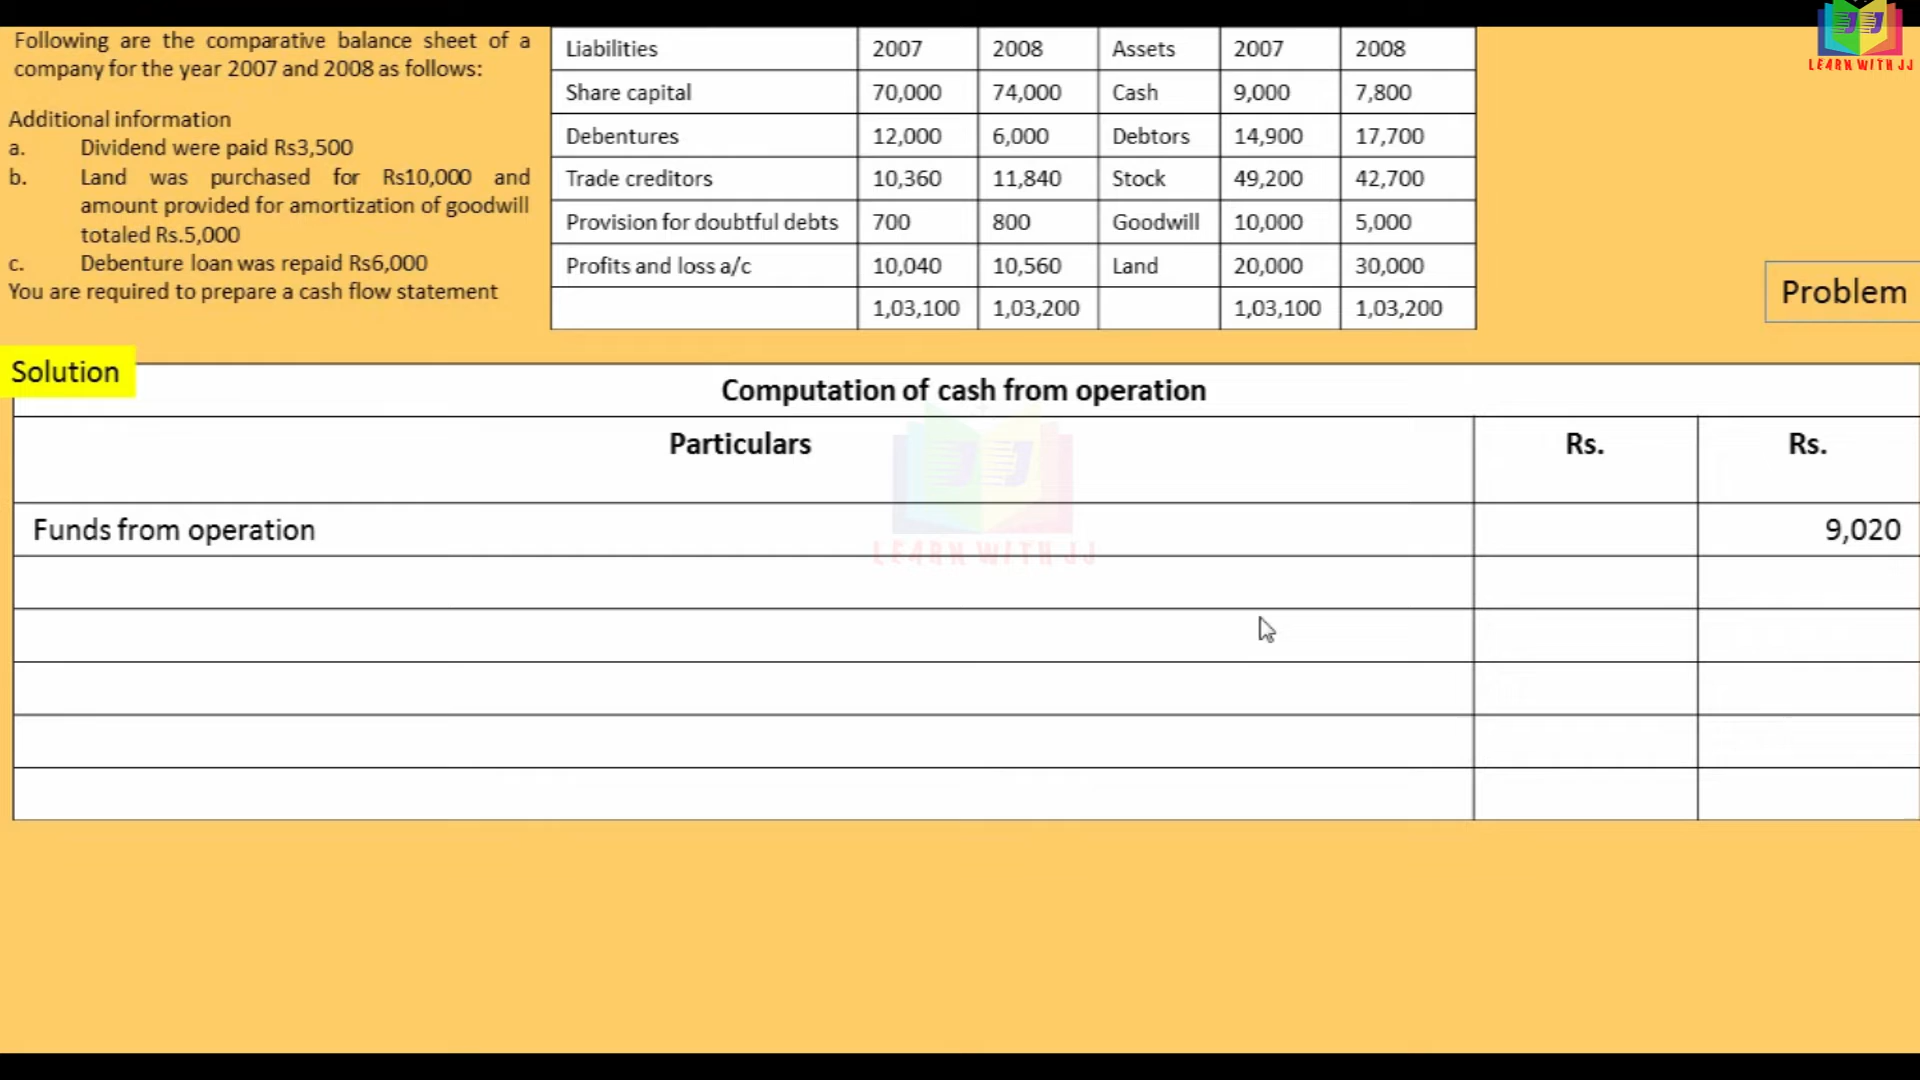 LEARN WITH JJ
Following are the comparative balance sheet of a
company for the year 2007 and 2008 as follows:
Additional information
a. Dividend were paid Rs3,500
b. Land was purchased for Rs10,000 and
amount provided for amortization of goodwill
totaled Rs.5,000
c. Debenture loan was repaid Rs6,000
You are required to prepare a cash flow statement
Liabilities 2007 2008 Assets 2007 2008
Share capital 70,000 74,000 Cash 9,000 7,800
Debentures 12,000 6,000 Debtors 14,900 17,700
Trade creditors 10,360 11,840 Stock 49,200 42,700
Provision for doubtful debts 700 800 Goodwill 10,000 5,000
Profits and loss a/c 10,040 10,560 Land 20,000 30,000
1,03,100 1,03,200 1,03,100 1,03,200
Problem
Solution
Computation of cash from operation
Particulars Rs. Rs.
Funds from operation 9,020
LEARN WITH JJ